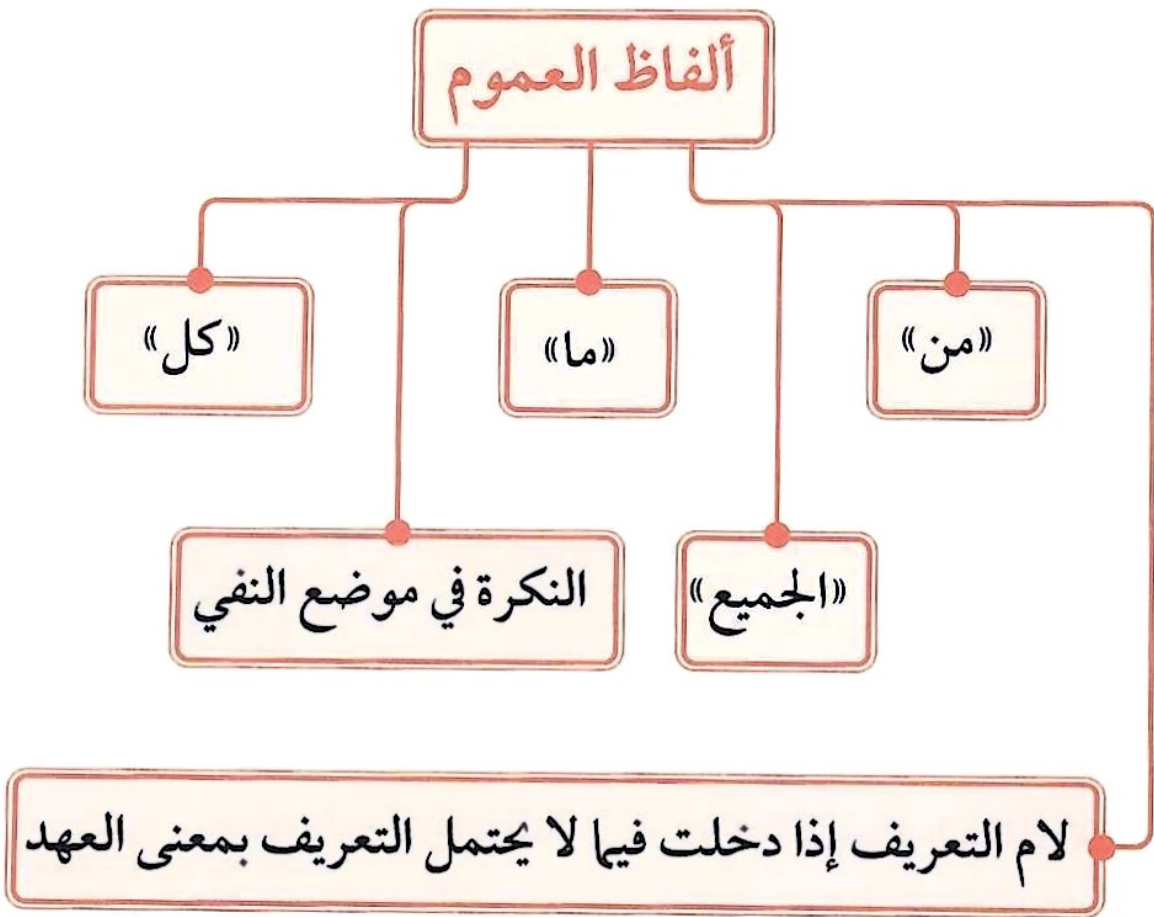 ألفاظ العموم
«من»
«ما»
«كل»
«الجميع»
النكرة في موضع النفي
لام التعريف إذا دخلت فيما لا يحتمل التعريف بمعنى العهد